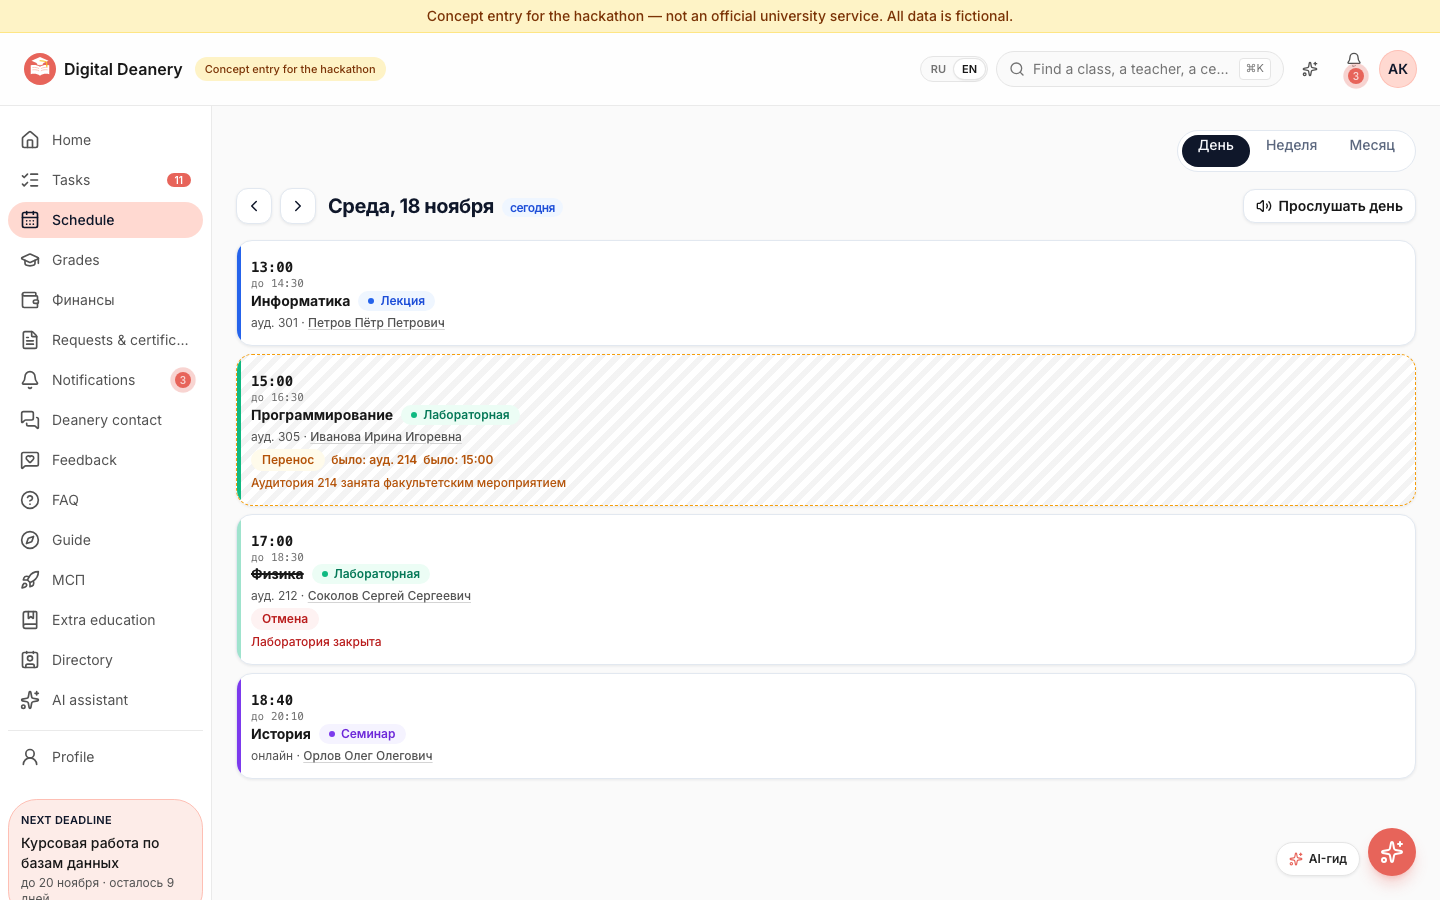 Concept entry for the hackathon — not an official university service. All data is fictional.
Digital Deanery
Concept entry for the hackathon
RU EN
Find a class, a teacher, a ce... ⌘K
3
АК
Home
Tasks 11
Schedule
Grades
Финансы
Requests & certific...
Notifications 3
Deanery contact
Feedback
FAQ
Guide
МСП
Extra education
Directory
AI assistant
Profile
NEXT DEADLINE
Курсовая работа по
базам данных
до 20 ноября · осталось 9
дней
День Неделя Месяц
Среда, 18 ноября сегодня
Прослушать день
13:00
до 14:30
Информатика Лекция
ауд. 301 · Петров Пётр Петрович
15:00
до 16:30
Программирование Лабораторная
ауд. 305 · Иванова Ирина Игоревна
Перенос было: ауд. 214 было: 15:00
Аудитория 214 занята факультетским мероприятием
17:00
до 18:30
Физика Лабораторная
ауд. 212 · Соколов Сергей Сергеевич
Отмена
Лаборатория закрыта
18:40
до 20:10
История Семинар
онлайн · Орлов Олег Олегович
AI-гид